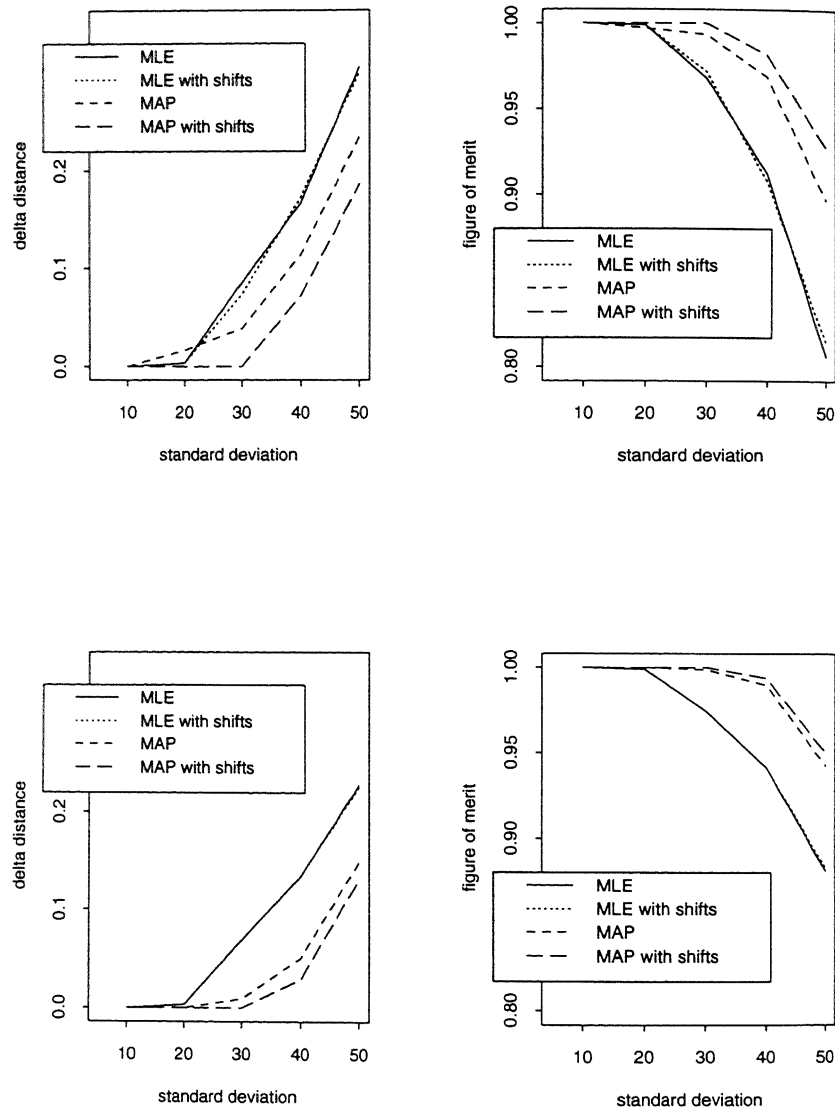 MLE
MLE with shifts
MAP
MAP with shifts
delta distance
0.2
0.1
0.0
10 20 30 40 50
standard deviation
MLE
MLE with shifts
MAP
MAP with shifts
figure of merit
1.00
0.95
0.90
0.80
10 20 30 40 50
standard deviation
MLE
MLE with shifts
MAP
MAP with shifts
delta distance
0.2
0.1
0.0
10 20 30 40 50
standard deviation
MLE
MLE with shifts
MAP
MAP with shifts
figure of merit
1.00
0.95
0.90
0.80
10 20 30 40 50
standard deviation